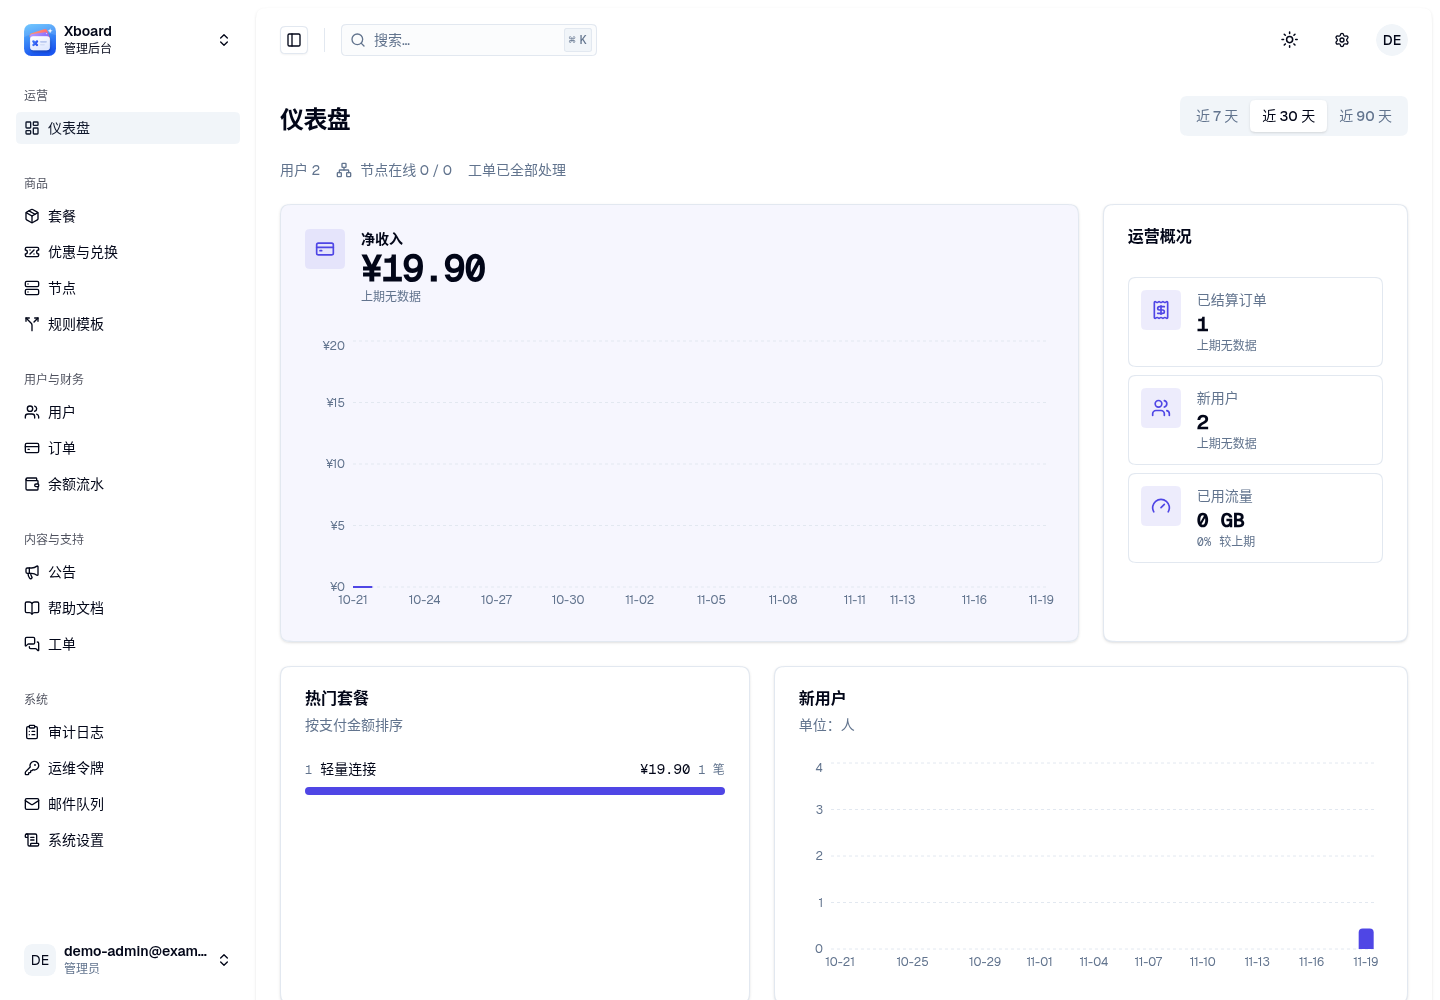 Xboard
管理后台
运营
仪表盘
商品
套餐
优惠与兑换
节点
规则模板
用户与财务
用户
订单
余额流水
内容与支持
公告
帮助文档
工单
系统
审计日志
运维令牌
邮件队列
系统设置
DE
demo-admin@exam...
管理员
搜索...
⌘ K
DE
仪表盘
近 7 天 近 30 天 近 90 天
用户 2 节点在线 0 / 0 工单已全部处理
净收入
¥19.90
上期无数据
¥20
¥15
¥10
¥5
¥0
10-21 10-24 10-27 10-30 11-02 11-05 11-08 11-11 11-13 11-16 11-19
运营概况
已结算订单
1
上期无数据
新用户
2
上期无数据
已用流量
0 GB
0% 较上期
热门套餐
按支付金额排序
1 轻量连接 ¥19.90 1 笔
新用户
单位：人
4
3
2
1
0
10-21 10-25 10-29 11-01 11-04 11-07 11-10 11-13 11-16 11-19